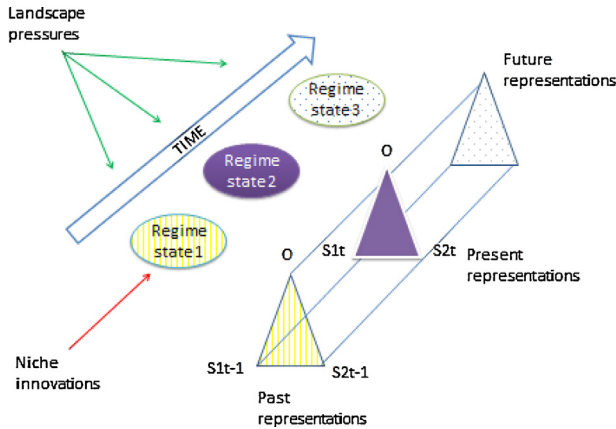 Landscape
pressures
TIME
Regime
state3
Regime
state2
Regime
state1
Niche
innovations
Future
representations
O
S1t
S2t
Present
representations
O
S1t-1
S2t-1
Past
representations